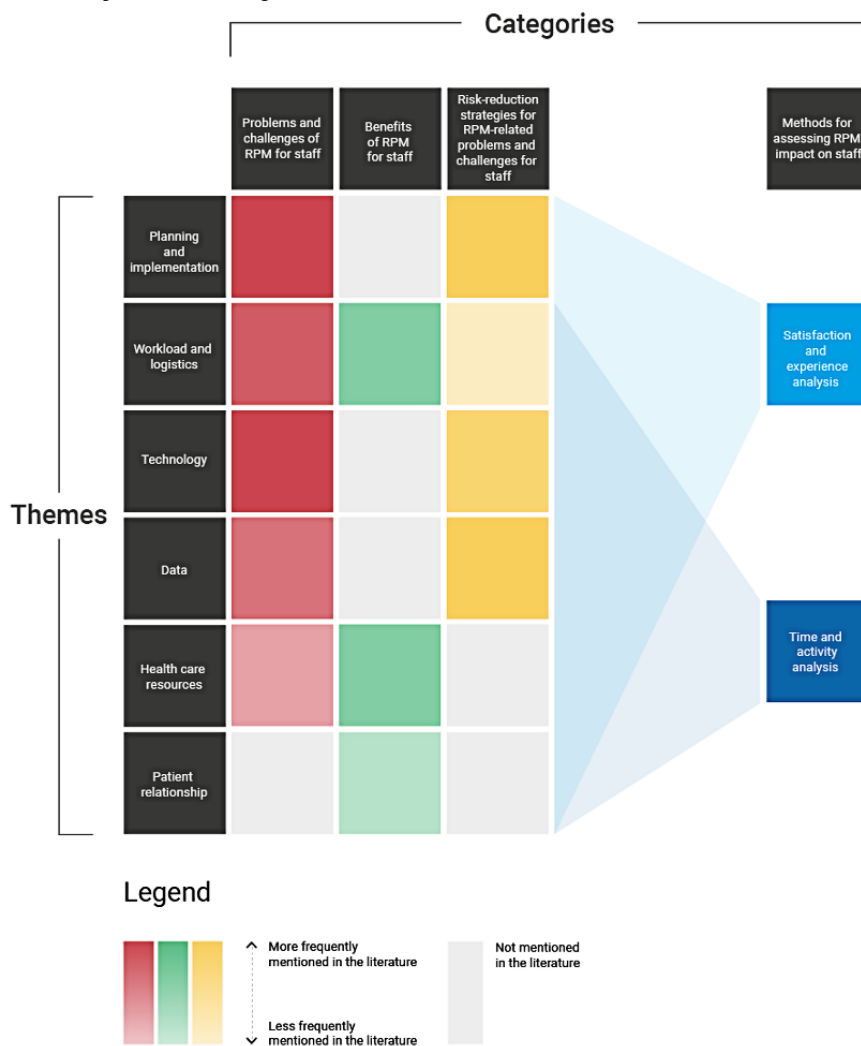 Categories
Problems and
challenges of
RPM for staff
Benefits
of RPM
for staff
Risk-reduction
strategies for
RPM-related
problems and
challenges for
staff
Methods for
assessing RPM
impact on staff
Themes
Planning
and
implementation
Workload and
logistics
Technology
Data
Health care
resources
Patient
relationship
Satisfaction
and
experience
analysis
Time and
activity
analysis
Legend
More frequently
mentioned in the literature
Less frequently
mentioned in the literature
Not mentioned
in the literature